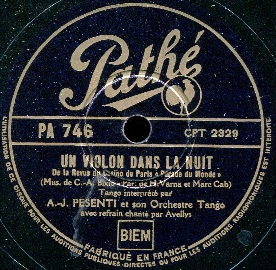 Pathé
PA 746
CPT 2329
UN VIOLON DANS LA NUIT
De la Revue du Casino de Paris "Parade du Monde"
(Mus. de C.-A. Bixio - Par. de H. Varna et Marc Cab)
Tango interprété par
A.-J. PESENTI et son Orchestre Tango
avec refrain chanté par Avellys
BIEM
FABRIQUÉ EN FRANCE